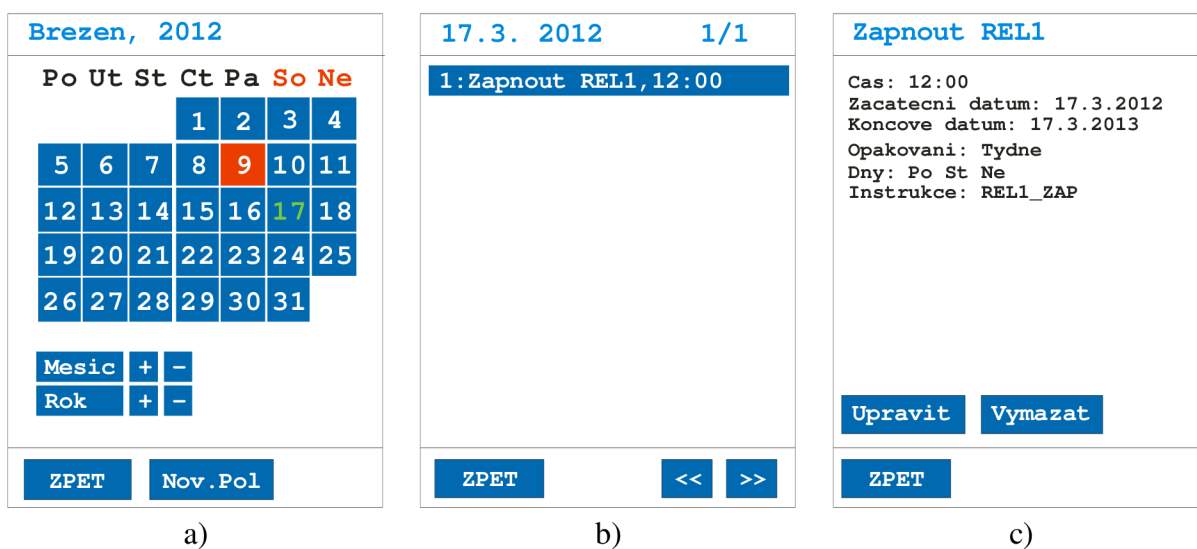 Brezen, 2012
Po Ut St Ct Pa So Ne
1 2 3 4
5 6 7 8 9 10 11
12 13 14 15 16 17 18
19 20 21 22 23 24 25
26 27 28 29 30 31
Mesic + -
Rok + -
ZPET Nov.Pol
a)
17.3. 2012 1/1
1:Zapnout REL1,12:00
ZPET << >>
b)
Zapnout REL1
Cas: 12:00
Zacatecni datum: 17.3.2012
Koncove datum: 17.3.2013
Opakovani: Tydne
Dny: Po St Ne
Instrukce: REL1_ZAP
Upravit Vymazat
ZPET
c)